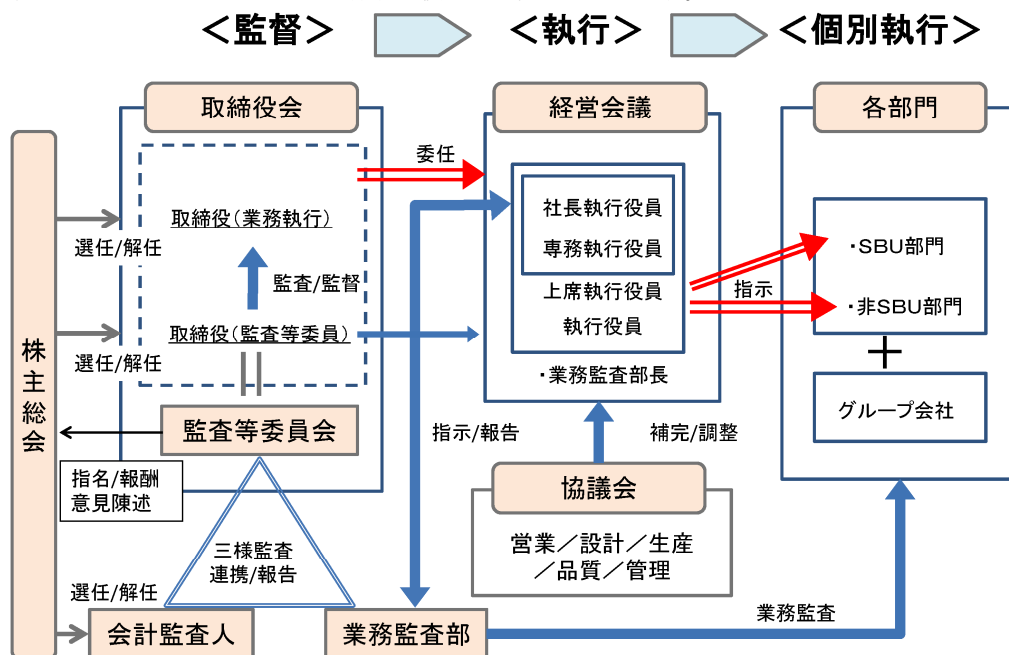 ＜監督＞
＜執行＞
＜個別執行＞
取締役会
経営会議
各部門
株主総会
委任
取締役（業務執行）
選任/解任
監査/監督
取締役（監査等委員）
選任/解任
社長執行役員
専務執行役員
上席執行役員
執行役員
・業務監査部長
指示
・SBU部門
・非SBU部門
＋
グループ会社
監査等委員会
指名/報酬
意見陳述
指示/報告
補完/調整
協議会
営業／設計／生産
／品質／管理
三様監査
連携/報告
選任/解任
会計監査人
業務監査部
業務監査